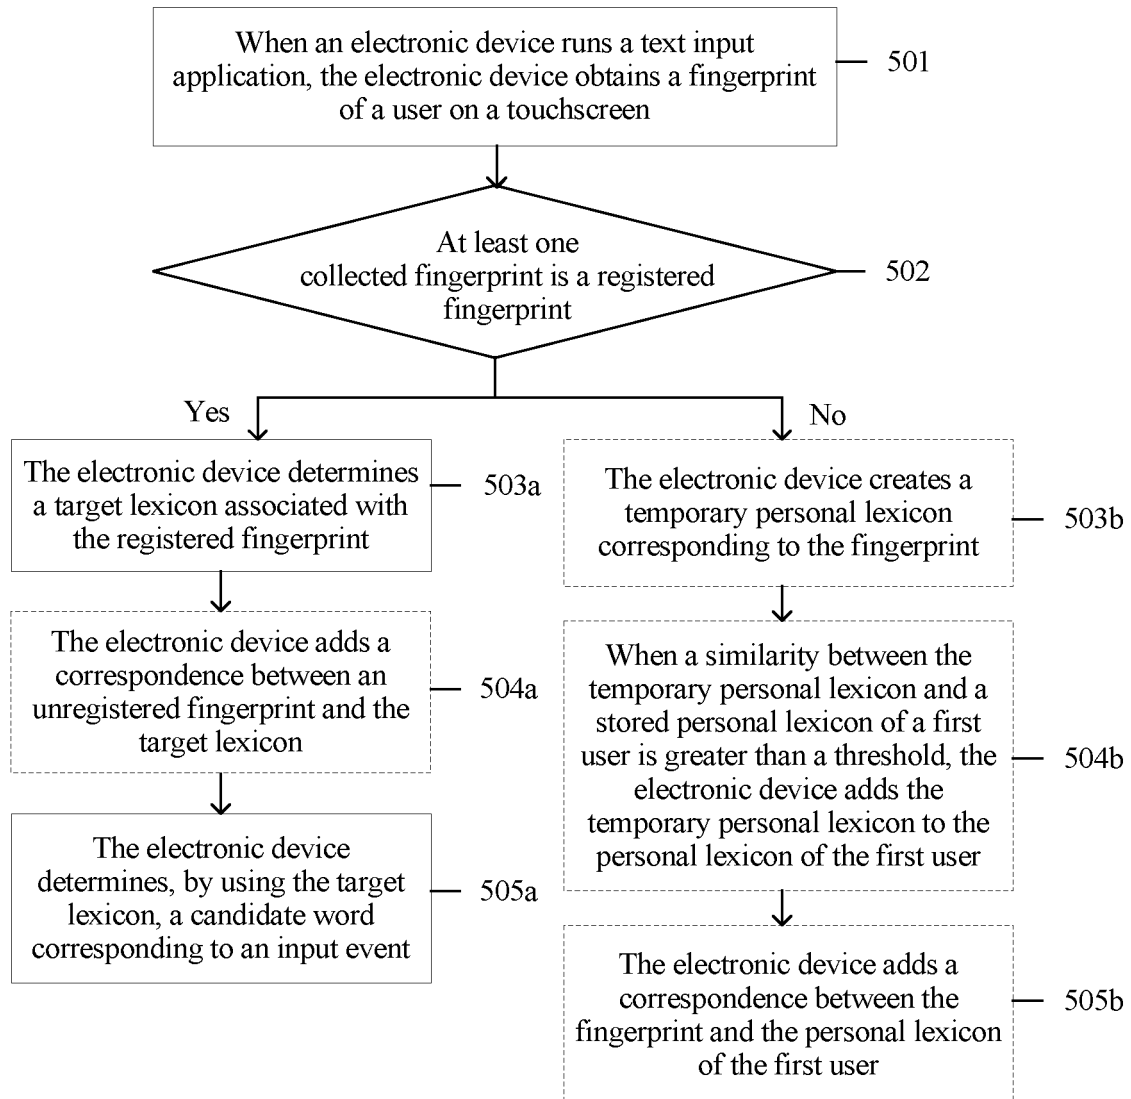 When an electronic device runs a text input
application, the electronic device obtains a fingerprint
of a user on a touchscreen
501
At least one
collected fingerprint is a registered
fingerprint
502
Yes
No
The electronic device determines
a target lexicon associated with
the registered fingerprint
503a
The electronic device creates a
temporary personal lexicon
corresponding to the fingerprint
503b
The electronic device adds a
correspondence between an
unregistered fingerprint and the
target lexicon
504a
When a similarity between the
temporary personal lexicon and a
stored personal lexicon of a first
user is greater than a threshold, the
electronic device adds the
temporary personal lexicon to the
personal lexicon of the first user
504b
The electronic device
determines, by using the target
lexicon, a candidate word
corresponding to an input event
505a
The electronic device adds a
correspondence between the
fingerprint and the personal lexicon
of the first user
505b